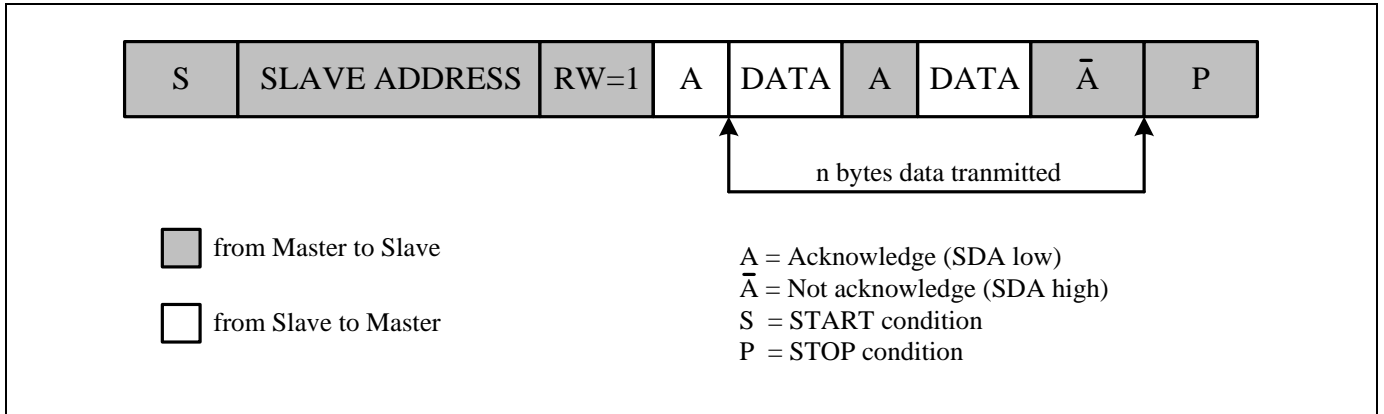 S SLAVE ADDRESS RW=1 A DATA A DATA Ā P
n bytes data tranmitted
from Master to Slave
from Slave to Master
A = Acknowledge (SDA low)
Ā = Not acknowledge (SDA high)
S = START condition
P = STOP condition